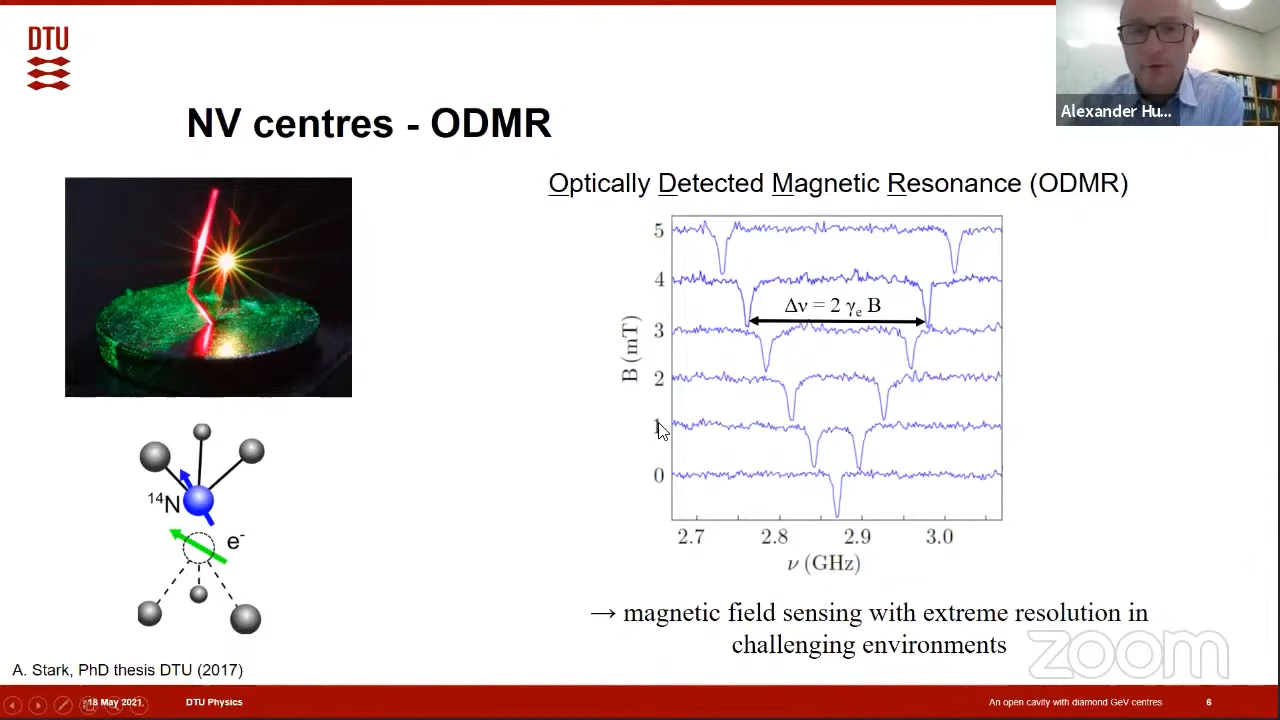 DTU
Alexander Hu...
NV centres - ODMR
Optically Detected Magnetic Resonance (ODMR)
5
4
Δν = 2 γe B
3
B (mT)
2
1
0
2.7 2.8 2.9 3.0
ν (GHz)
14N
e-
→ magnetic field sensing with extreme resolution in
challenging environments
zoom
A. Stark, PhD thesis DTU (2017)
18 May 2021,
DTU Physics
An open cavity with diamond GeV centres
6